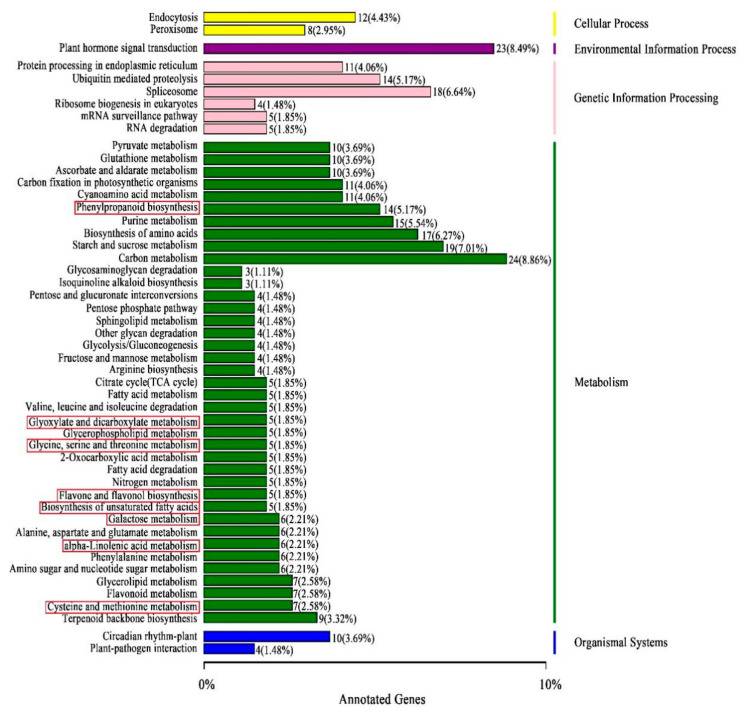 Endocytosis 12(4.43%)
Peroxisome 8(2.95%)
Cellular Process
Plant hormone signal transduction 23(8.49%)
Environmental Information Process
Protein processing in endoplasmic reticulum 11(4.06%)
Ubiquitin mediated proteolysis 14(5.17%)
Spliceosome 18(6.64%)
Ribosome biogenesis in eukaryotes 4(1.48%)
mRNA surveillance pathway 5(1.85%)
RNA degradation 5(1.85%)
Genetic Information Processing
Pyruvate metabolism 10(3.69%)
Glutathione metabolism 10(3.69%)
Ascorbate and aldarate metabolism 10(3.69%)
Carbon fixation in photosynthetic organisms 11(4.06%)
Cyanoamino acid metabolism 11(4.06%)
Phenylpropanoid biosynthesis 14(5.17%)
Purine metabolism 15(5.54%)
Biosynthesis of amino acids 17(6.27%)
Starch and sucrose metabolism 19(7.01%)
Carbon metabolism 24(8.86%)
Glycosaminoglycan degradation 3(1.11%)
Isoquinoline alkaloid biosynthesis 3(1.11%)
Pentose and glucuronate interconversions 4(1.48%)
Pentose phosphate pathway 4(1.48%)
Sphingolipid metabolism 4(1.48%)
Other glycan degradation 4(1.48%)
Glycolysis/Gluconeogenesis 4(1.48%)
Fructose and mannose metabolism 4(1.48%)
Arginine biosynthesis 4(1.48%)
Citrate cycle(TCA cycle) 5(1.85%)
Fatty acid metabolism 5(1.85%)
Valine, leucine and isoleucine degradation 5(1.85%)
Glyoxylate and dicarboxylate metabolism 5(1.85%)
Glycerophospholipid metabolism 5(1.85%)
Glycine, serine and threonine metabolism 5(1.85%)
2-Oxocarboxylic acid metabolism 5(1.85%)
Fatty acid degradation 5(1.85%)
Nitrogen metabolism 5(1.85%)
Flavone and flavonol biosynthesis 5(1.85%)
Biosynthesis of unsaturated fatty acids 5(1.85%)
Galactose metabolism 6(2.21%)
Alanine, aspartate and glutamate metabolism 6(2.21%)
alpha-Linolenic acid metabolism 6(2.21%)
Phenylalanine metabolism 6(2.21%)
Amino sugar and nucleotide sugar metabolism 6(2.21%)
Glycerolipid metabolism 7(2.58%)
Flavonoid metabolism 7(2.58%)
Cysteine and methionine metabolism 7(2.58%)
Terpenoid backbone biosynthesis 9(3.32%)
Metabolism
Circadian rhythm-plant 10(3.69%)
Plant-pathogen interaction 4(1.48%)
Organismal Systems
0% 10%
Annotated Genes